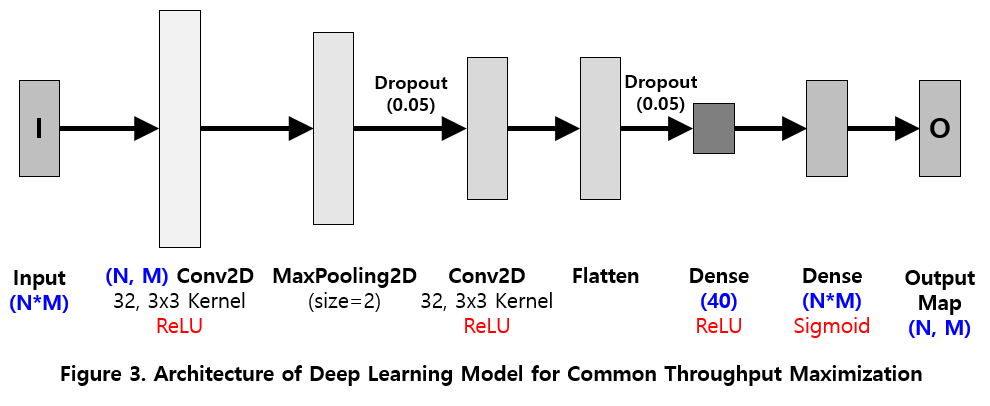 Dropout
(0.05)
Dropout
(0.05)
I
O
Input
(N*M)
(N, M) Conv2D
32, 3x3 Kernel
ReLU
MaxPooling2D
(size=2)
Conv2D
32, 3x3 Kernel
ReLU
Flatten
Dense
(40)
ReLU
Dense
(N*M)
Sigmoid
Output
Map
(N, M)
Figure 3. Architecture of Deep Learning Model for Common Throughput Maximization